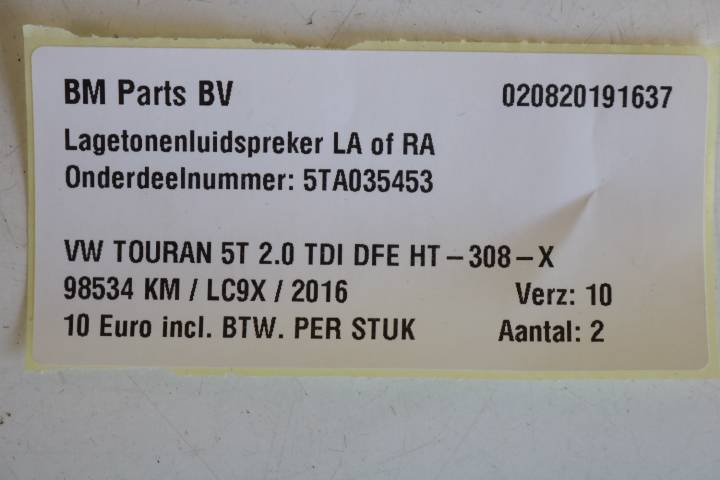 BM Parts BV 020820191637
Lagetonenluidspreker LA of RA
Onderdeelnummer: 5TA035453
VW TOURAN 5T 2.0 TDI DFE HT – 308 – X
98534 KM / LC9X / 2016 Verz: 10
10 Euro incl. BTW. PER STUK Aantal: 2